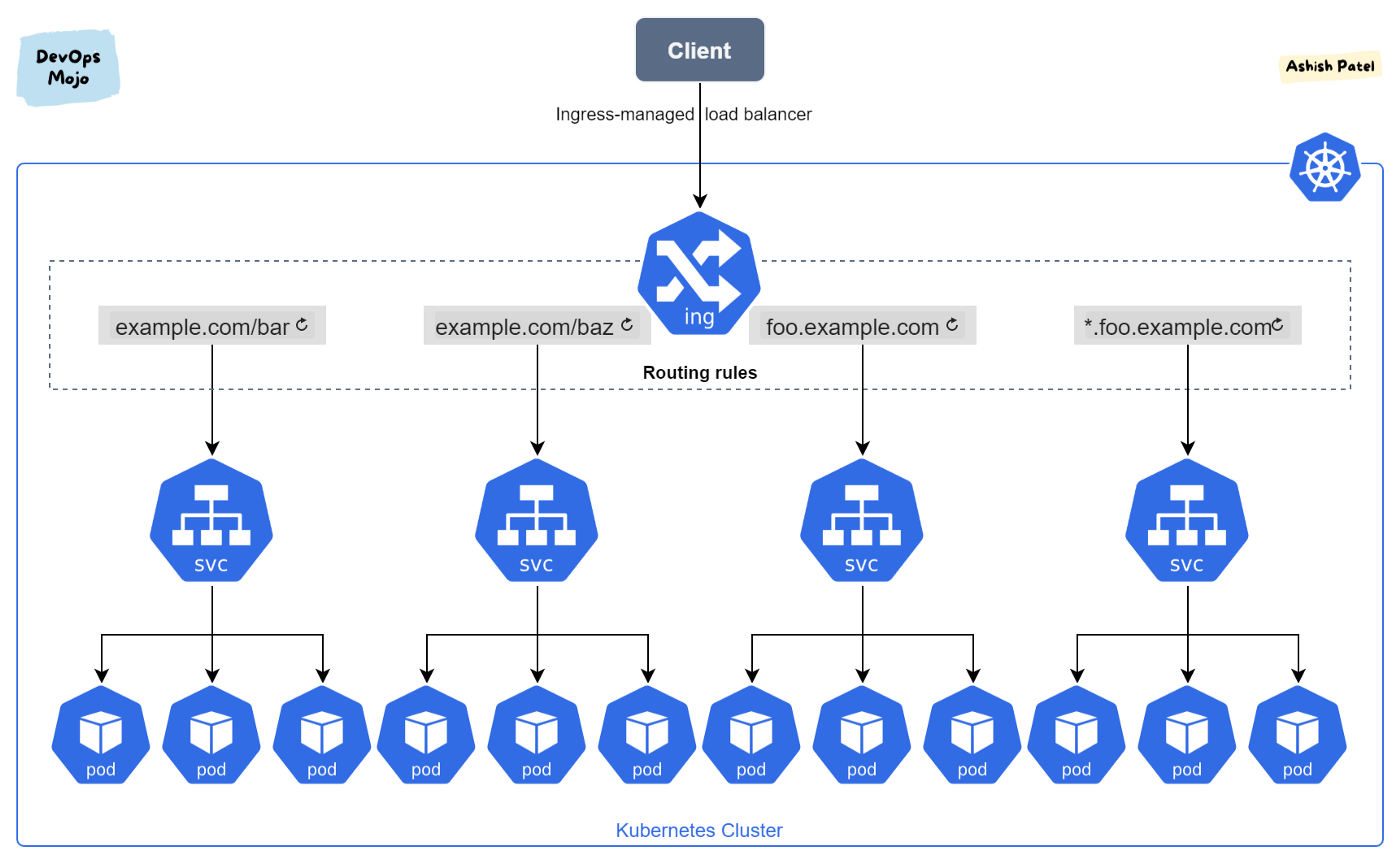 DevOps
Mojo
Client
Ashish Patel
Ingress-managed load balancer
ing
example.com/bar
example.com/baz
foo.example.com
*.foo.example.com
Routing rules
svc
svc
svc
svc
pod
pod
pod
pod
pod
pod
pod
pod
pod
pod
pod
pod
Kubernetes Cluster